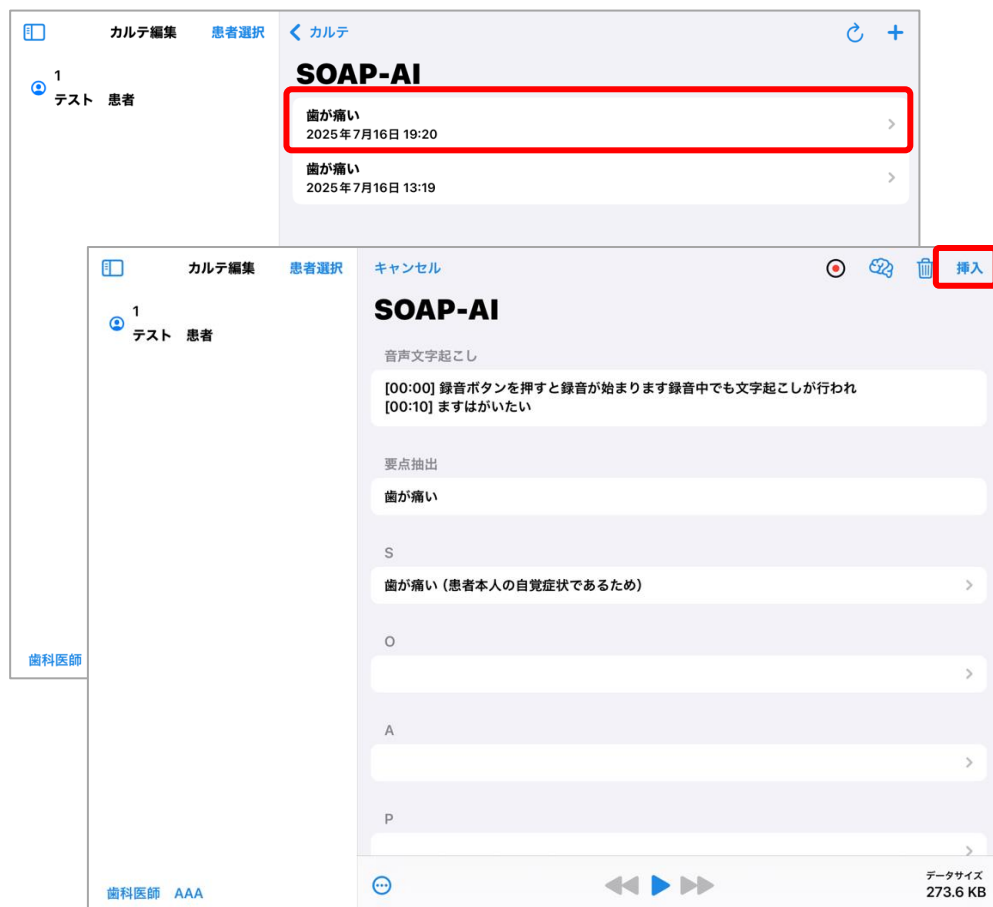 カルテ編集
患者選択
カルテ
1
テスト 患者
SOAP-AI
歯が痛い
2025年7月16日 19:20
歯が痛い
2025年7月16日 13:19
歯科医師
カルテ編集
患者選択
キャンセル
挿入
1
テスト 患者
SOAP-AI
音声文字起こし
[00:00] 録音ボタンを押すと録音が始まります録音中でも文字起こしが行われ
[00:10] ますはがいたい
要点抽出
歯が痛い
S
歯が痛い（患者本人の自覚症状であるため）
O
A
P
歯科医師 AAA
データサイズ
273.6 KB